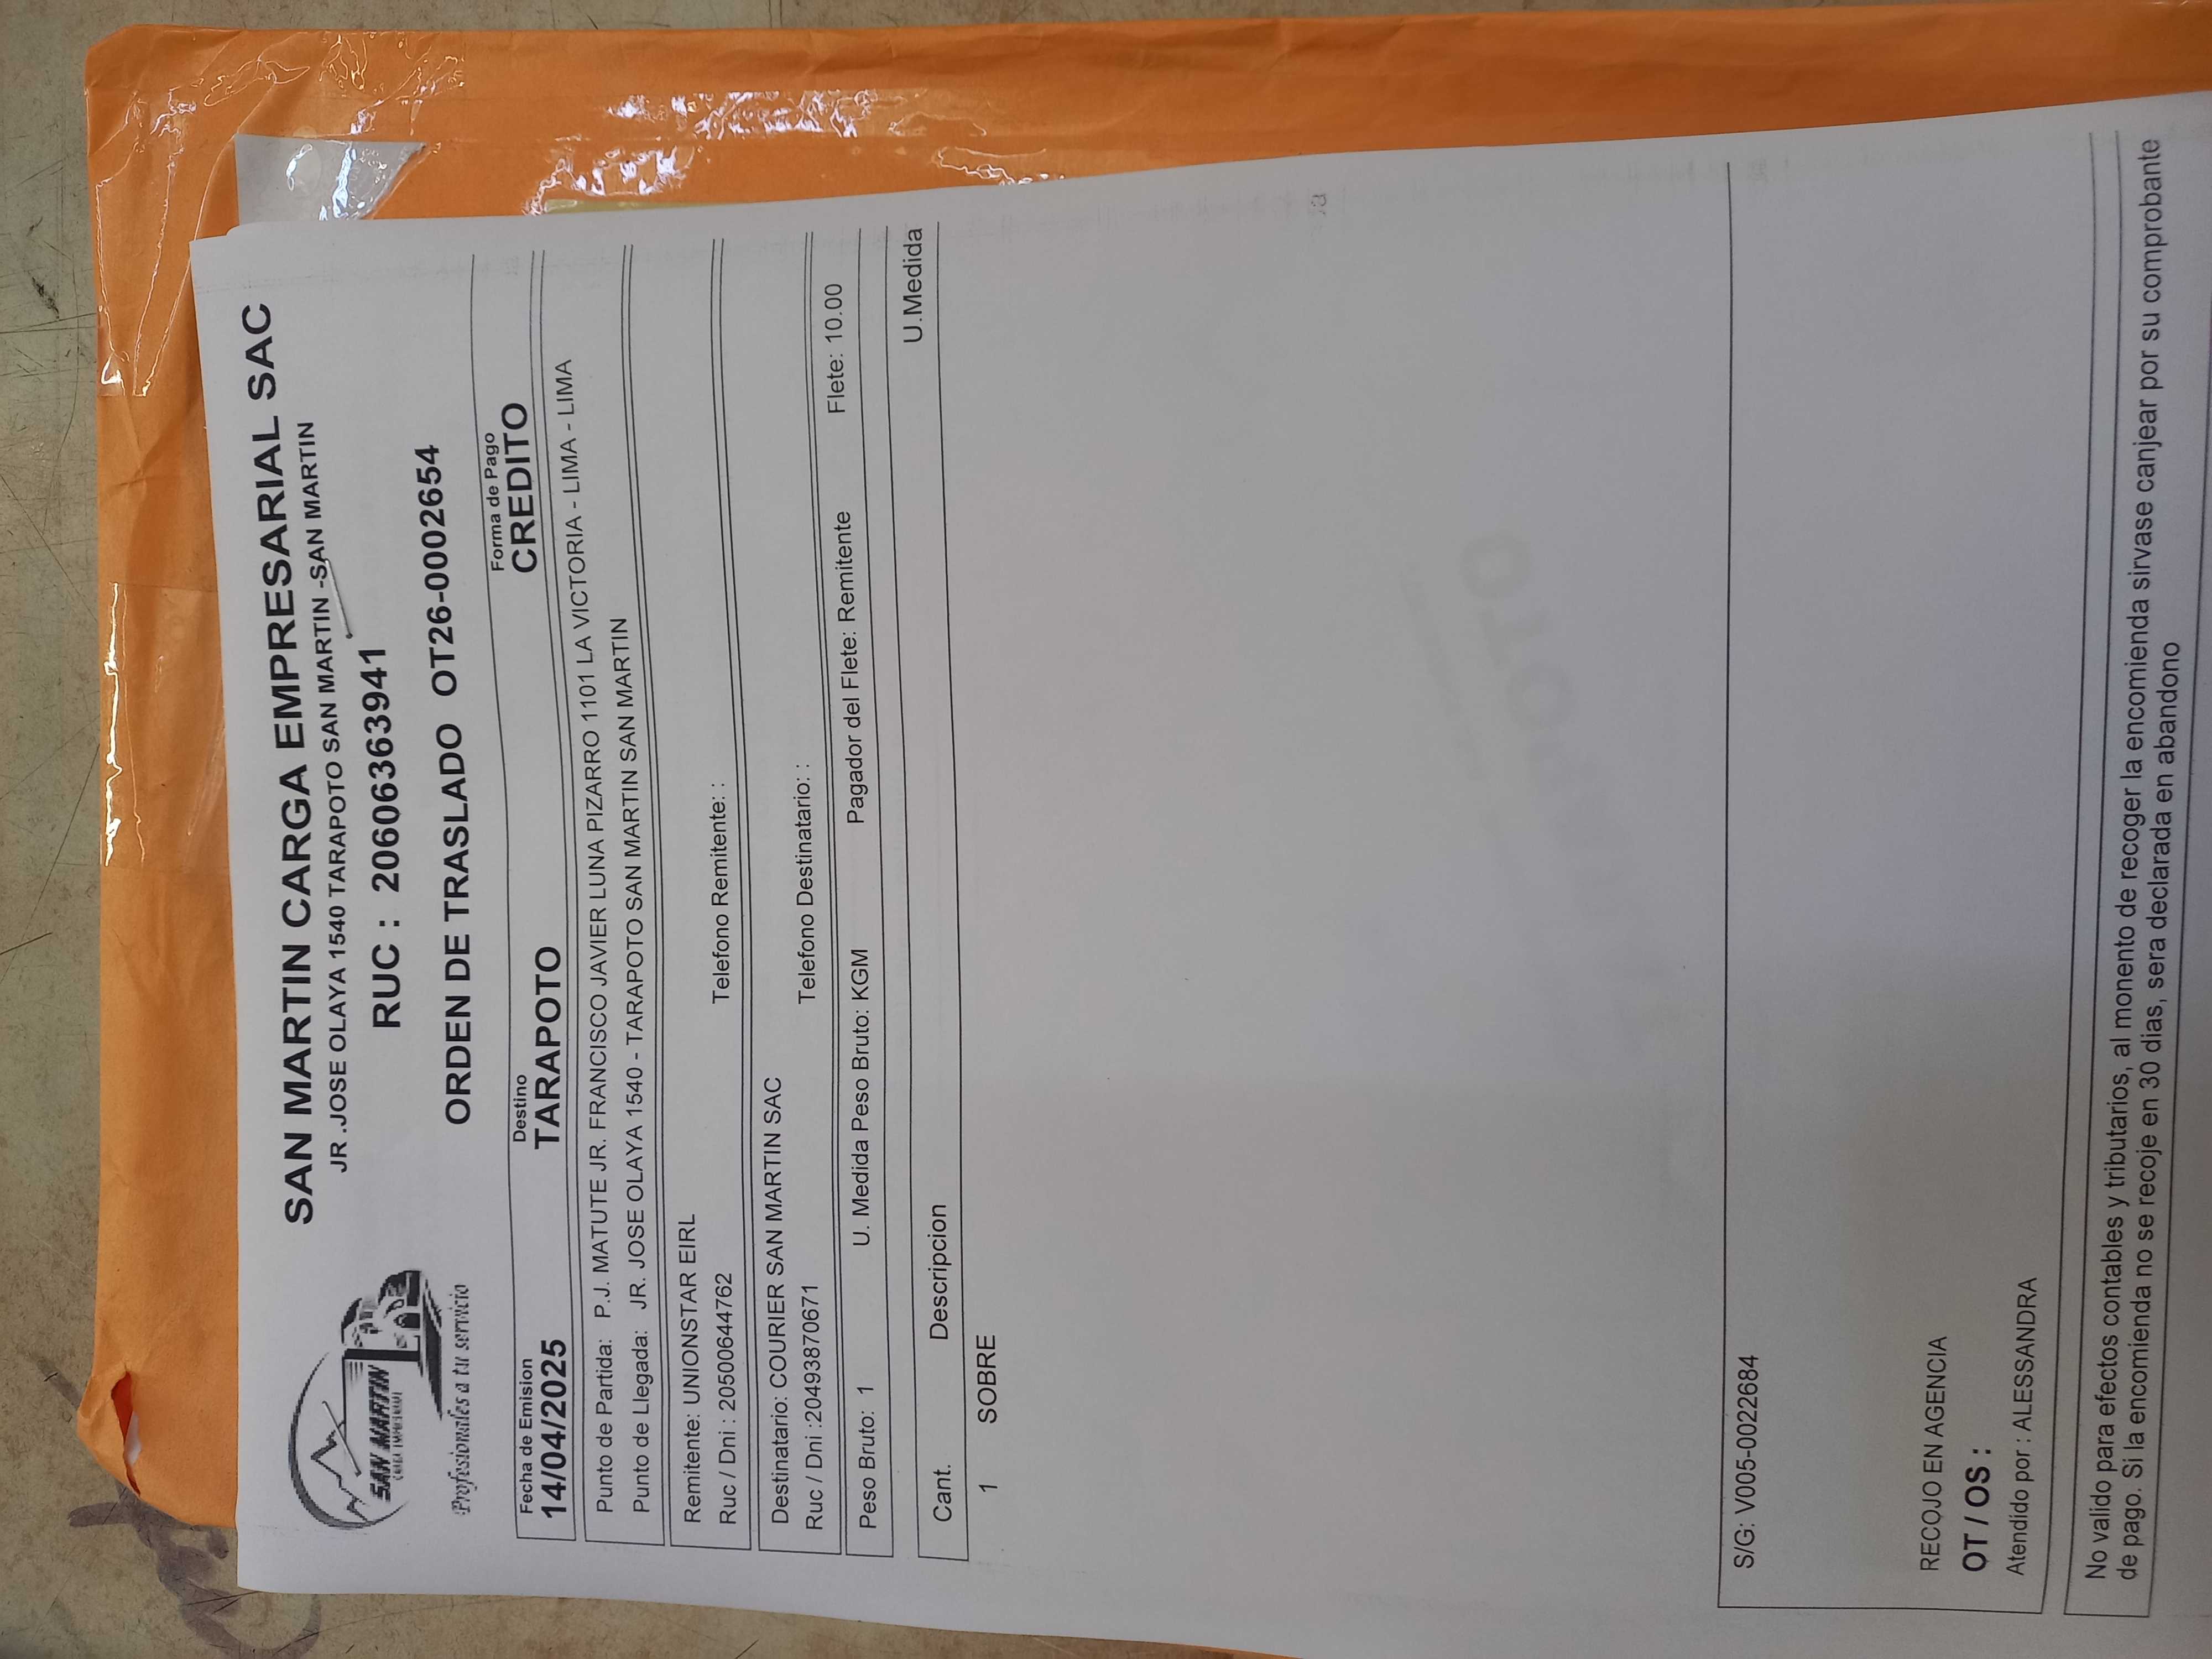 SAN MARTIN
CARGA EMPRESARIAL
Profesionales a tu servicio
SAN MARTIN CARGA EMPRESARIAL SAC
JR .JOSE OLAYA 1540 TARAPOTO SAN MARTIN -SAN MARTIN
RUC : 20606363941
ORDEN DE TRASLADO OT26-0002654
Fecha de Emision Destino Forma de Pago
14/04/2025 TARAPOTO CREDITO
Punto de Partida: P.J. MATUTE JR. FRANCISCO JAVIER LUNA PIZARRO 1101 LA VICTORIA - LIMA - LIMA
Punto de Llegada: JR. JOSE OLAYA 1540 - TARAPOTO SAN MARTIN SAN MARTIN
Remitente: UNIONSTAR EIRL
Ruc / Dni : 20500644762 Telefono Remitente: :
Destinatario: COURIER SAN MARTIN SAC
Ruc / Dni :20493870671 Telefono Destinatario: :
Peso Bruto: 1 U. Medida Peso Bruto: KGM Pagador del Flete: Remitente Flete: 10.00
Cant. Descripcion U.Medida
1 SOBRE
S/G: V005-0022684
RECOJO EN AGENCIA
OT / OS :
Atendido por : ALESSANDRA
No valido para efectos contables y tributarios, al monento de recoger la encomienda sirvase canjear por su comprobante
de pago. Si la encomienda no se recoje en 30 dias, sera declarada en abandono